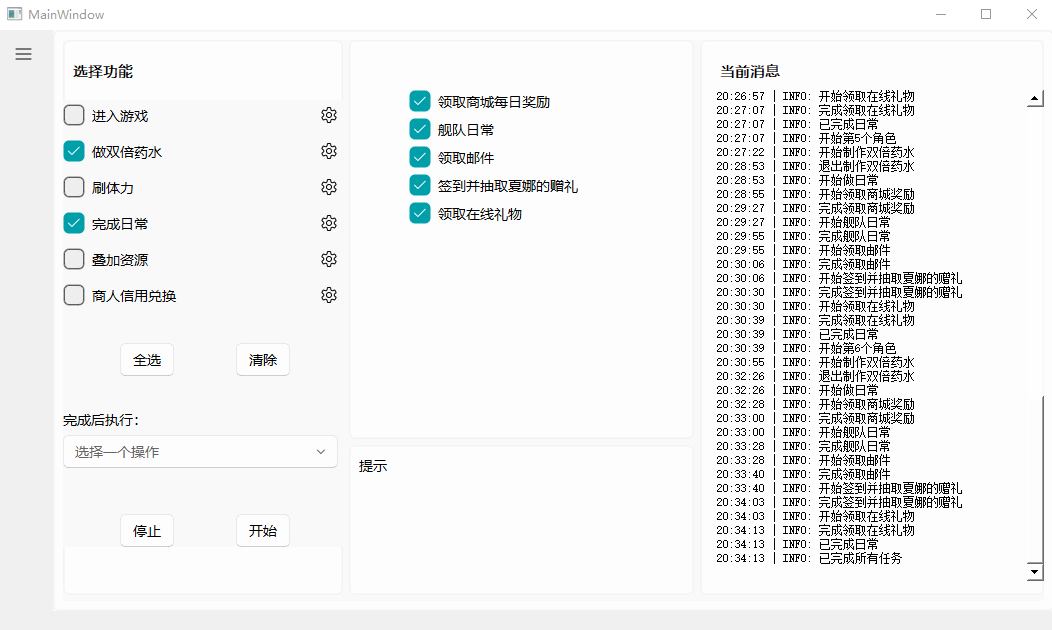 MainWindow
选择功能
进入游戏
做双倍药水
刷体力
完成日常
叠加资源
商人信用兑换
全选
清除
完成后执行:
选择一个操作
停止
开始
领取商城每日奖励
舰队日常
领取邮件
签到并抽取夏娜的赠礼
领取在线礼物
提示
当前消息
20:26:57 | INFO: 开始领取在线礼物
20:27:07 | INFO: 完成领取在线礼物
20:27:07 | INFO: 已完成日常
20:27:07 | INFO: 开始第5个角色
20:27:22 | INFO: 开始制作双倍药水
20:28:53 | INFO: 退出制作双倍药水
20:28:53 | INFO: 开始做日常
20:28:55 | INFO: 开始领取商城奖励
20:29:27 | INFO: 完成领取商城奖励
20:29:27 | INFO: 开始舰队日常
20:29:55 | INFO: 完成舰队日常
20:29:55 | INFO: 开始领取邮件
20:30:06 | INFO: 完成领取邮件
20:30:06 | INFO: 开始签到并抽取夏娜的赠礼
20:30:30 | INFO: 完成签到并抽取夏娜的赠礼
20:30:30 | INFO: 开始领取在线礼物
20:30:39 | INFO: 完成领取在线礼物
20:30:39 | INFO: 已完成日常
20:30:39 | INFO: 开始第6个角色
20:30:55 | INFO: 开始制作双倍药水
20:32:26 | INFO: 退出制作双倍药水
20:32:26 | INFO: 开始做日常
20:32:28 | INFO: 开始领取商城奖励
20:33:00 | INFO: 完成领取商城奖励
20:33:00 | INFO: 开始舰队日常
20:33:28 | INFO: 完成舰队日常
20:33:28 | INFO: 开始领取邮件
20:33:40 | INFO: 完成领取邮件
20:33:40 | INFO: 开始签到并抽取夏娜的赠礼
20:34:03 | INFO: 完成签到并抽取夏娜的赠礼
20:34:03 | INFO: 开始领取在线礼物
20:34:13 | INFO: 完成领取在线礼物
20:34:13 | INFO: 已完成日常
20:34:13 | INFO: 已完成所有任务